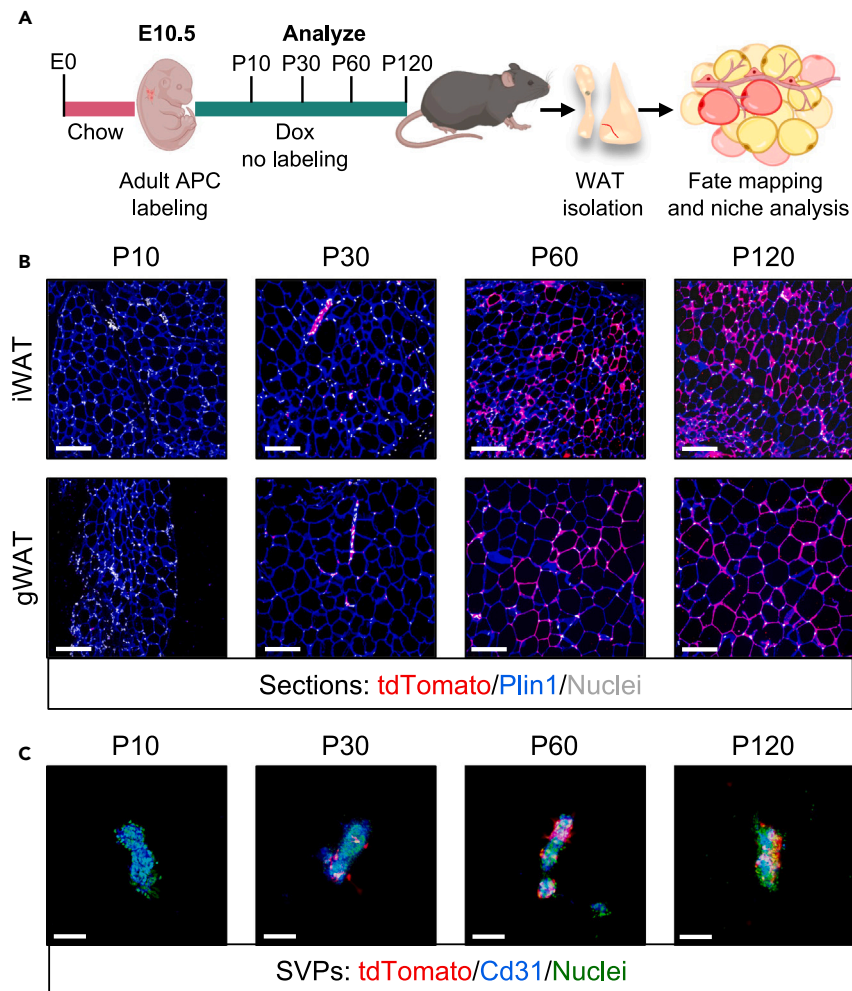 A
E0
E10.5
Analyze
P10 P30 P60 P120
Chow
Dox
no labeling
Adult APC
labeling
WAT
isolation
Fate mapping
and niche analysis
B
P10 P30 P60 P120
iWAT
gWAT
Sections: tdTomato/Plin1/Nuclei
C
P10 P30 P60 P120
SVPs: tdTomato/Cd31/Nuclei